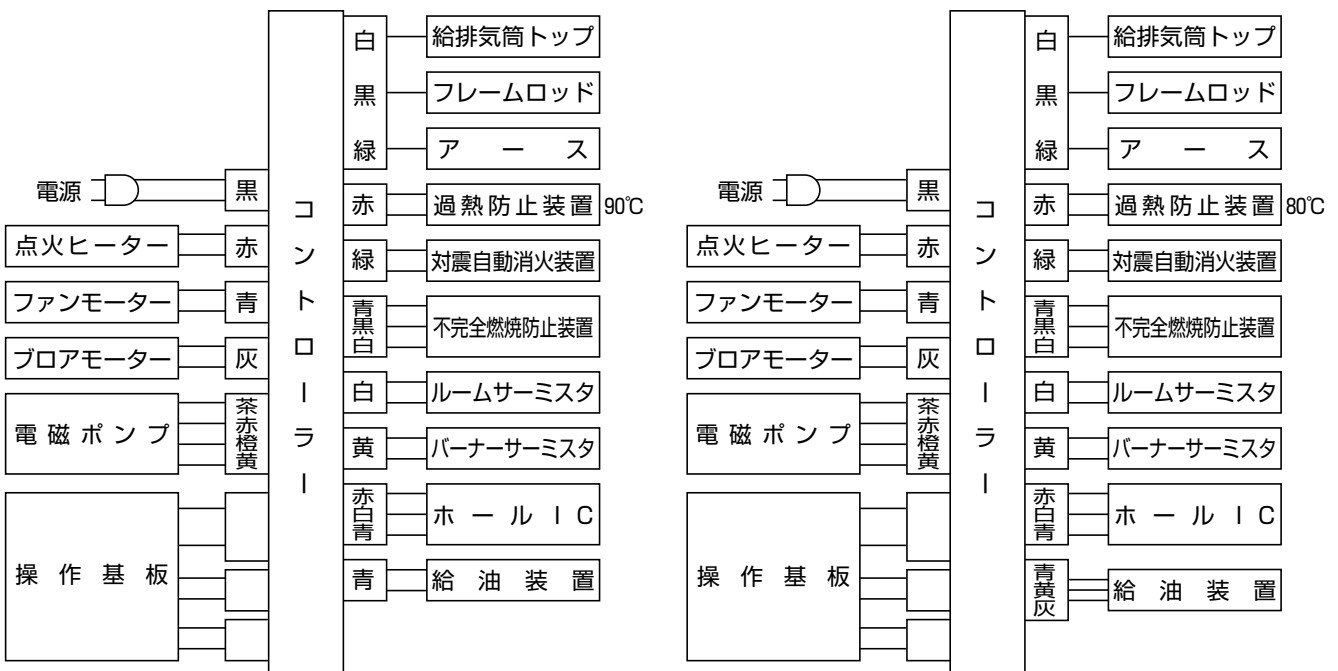 白 給排気筒トップ
黒 フレームロッド
緑 アース
電源 黒
赤 過熱防止装置 90℃
点火ヒーター 赤
緑 対震自動消火装置
ファンモーター 青
青黒白 不完全燃焼防止装置
ブロアモーター 灰
白 ルームサーミスタ
電磁ポンプ 茶赤橙黄
黄 バーナーサーミスタ
赤白青 ホールIC
操作基板
青 給油装置
コントローラー
白 給排気筒トップ
黒 フレームロッド
緑 アース
電源 黒
赤 過熱防止装置 80℃
点火ヒーター 赤
緑 対震自動消火装置
ファンモーター 青
青黒白 不完全燃焼防止装置
ブロアモーター 灰
白 ルームサーミスタ
電磁ポンプ 茶赤橙黄
黄 バーナーサーミスタ
赤白青 ホールIC
操作基板
青黄灰 給油装置
コントローラー